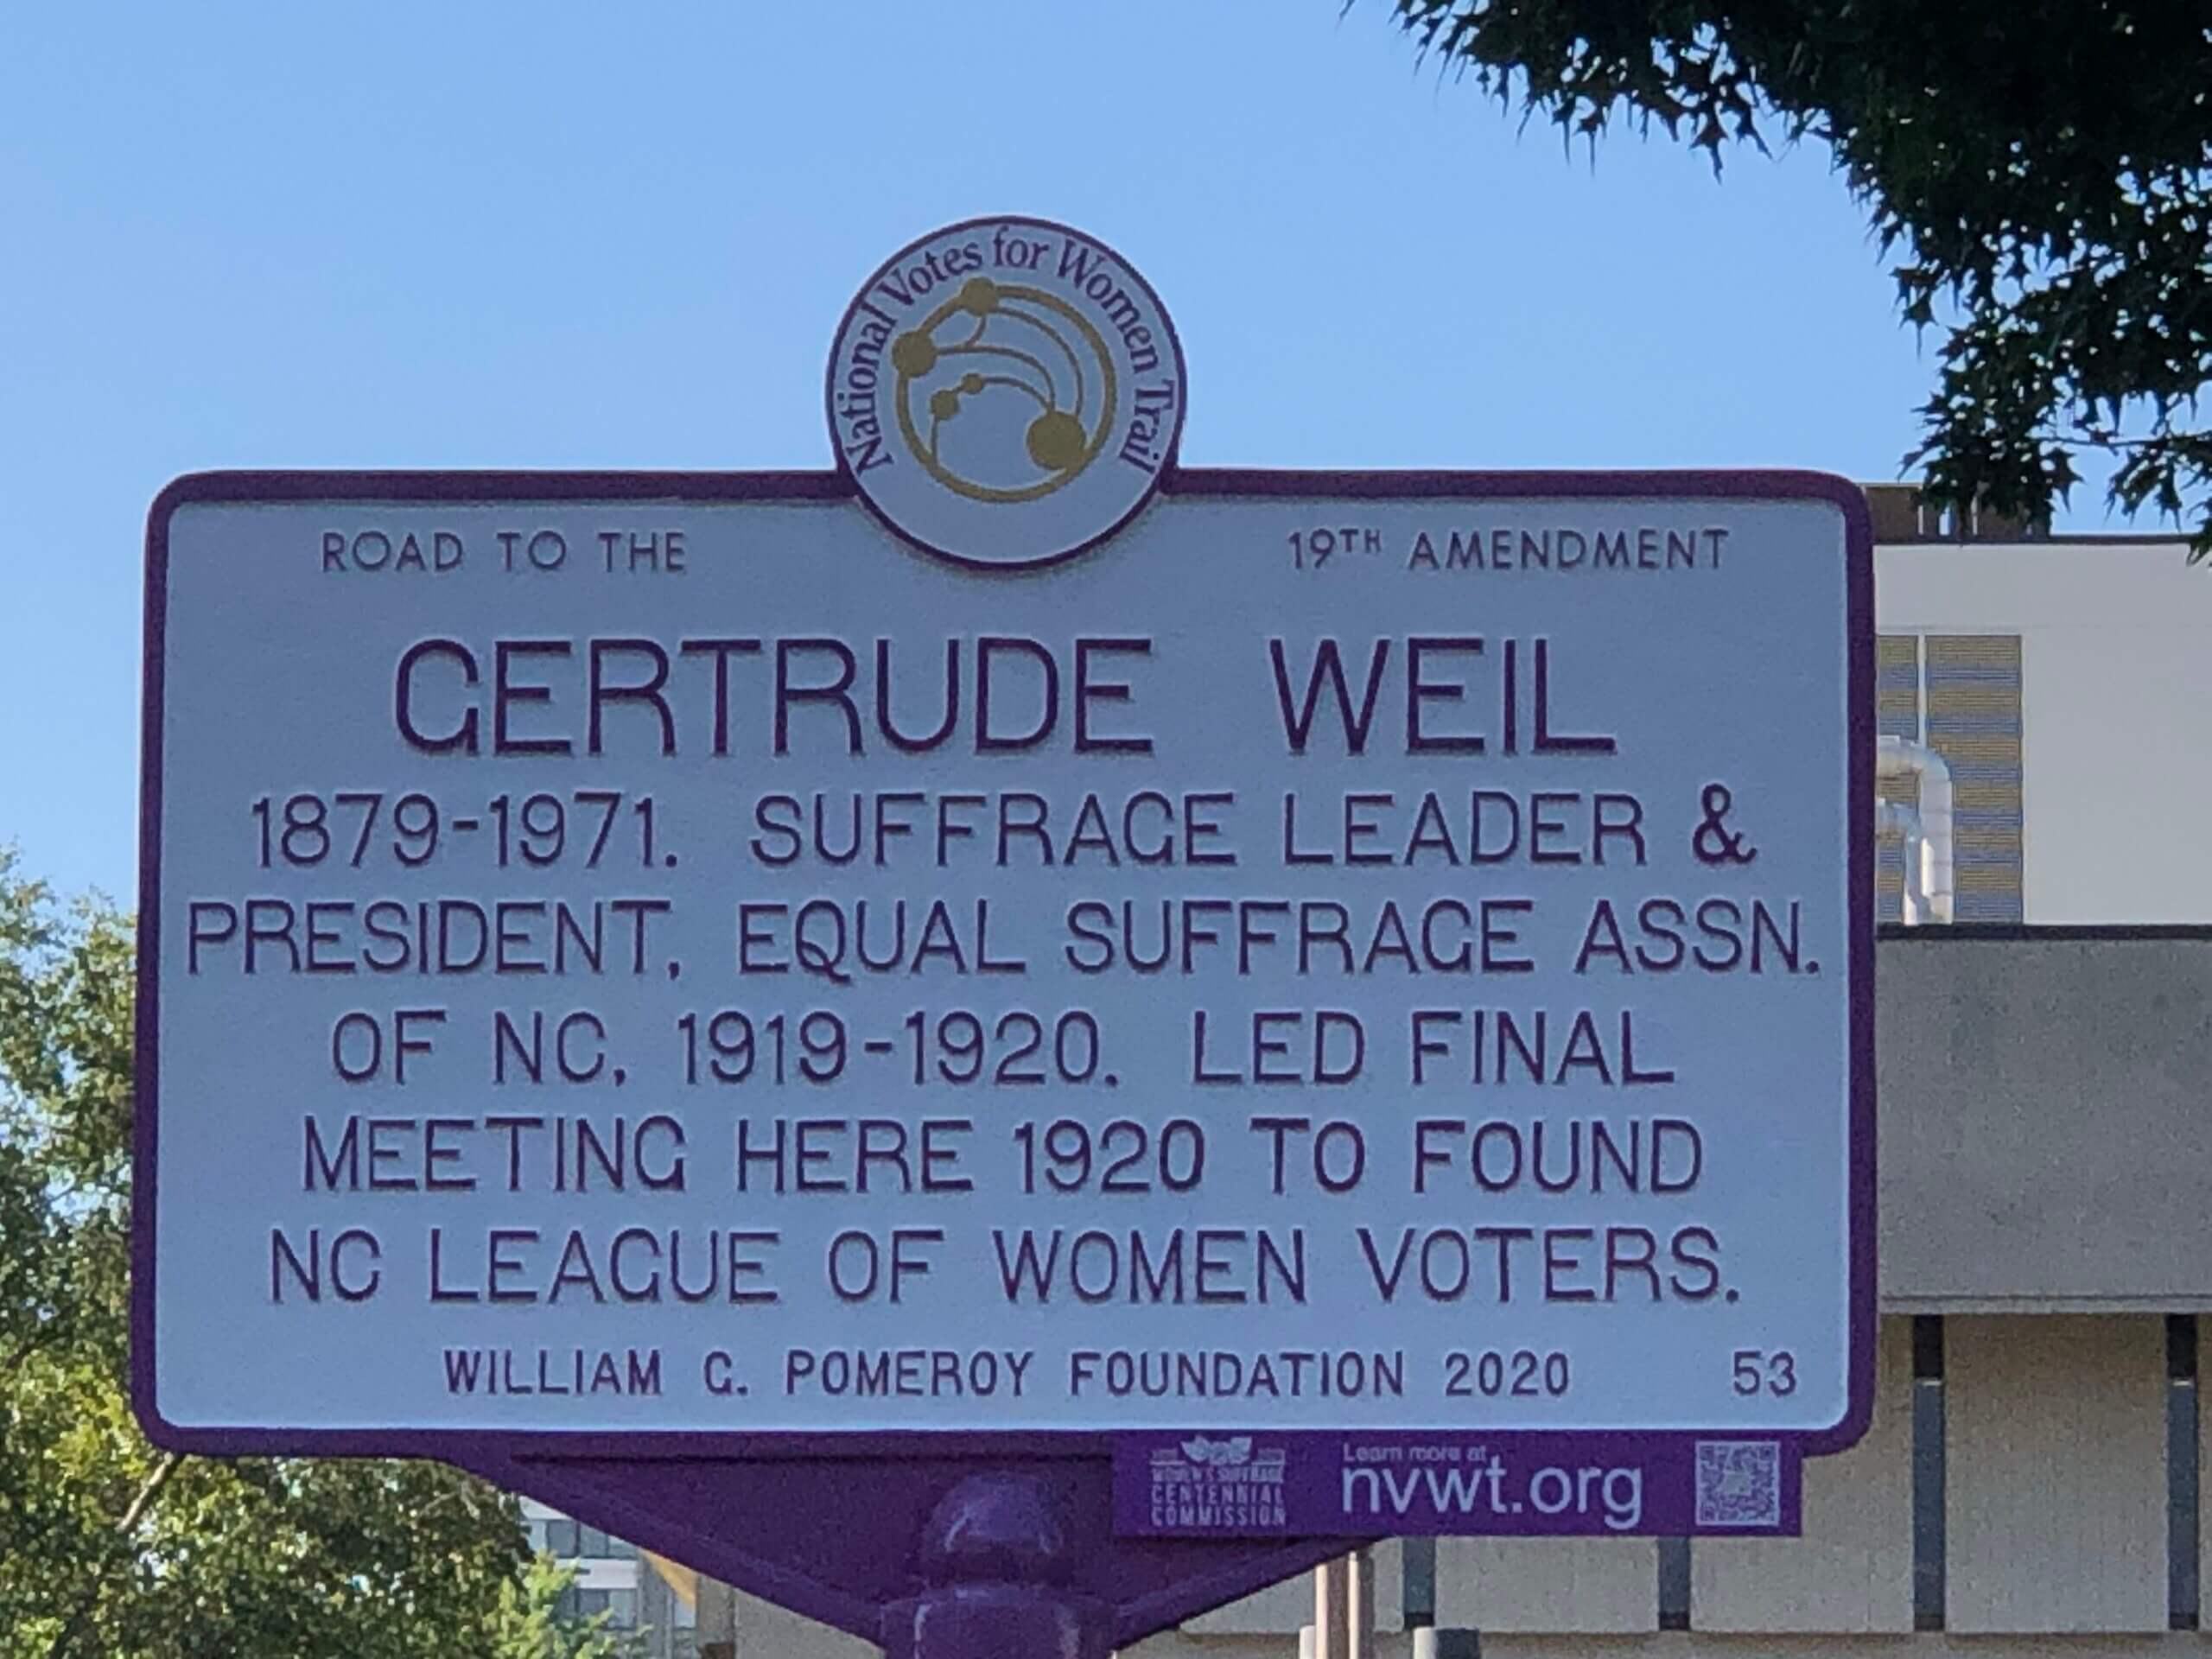 National Votes for Women Trail
ROAD TO THE 19TH AMENDMENT
GERTRUDE WEIL
1879-1971. SUFFRAGE LEADER &
PRESIDENT, EQUAL SUFFRAGE ASSN.
OF NC, 1919-1920. LED FINAL
MEETING HERE 1920 TO FOUND
NC LEAGUE OF WOMEN VOTERS.
WILLIAM G. POMEROY FOUNDATION 2020 53
WOMEN'S SUFFRAGE
CENTENNIAL
COMMISSION
Learn more at
nvwt.org